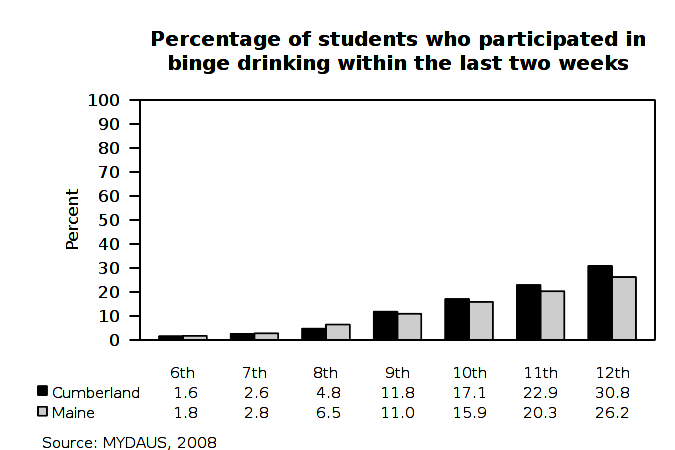 Percentage of students who participated in
binge drinking within the last two weeks
100
90
80
70
60
50
40
30
20
10
0
Percent
6th 7th 8th 9th 10th 11th 12th
Cumberland 1.6 2.6 4.8 11.8 17.1 22.9 30.8
Maine 1.8 2.8 6.5 11.0 15.9 20.3 26.2
Source: MYDAUS, 2008